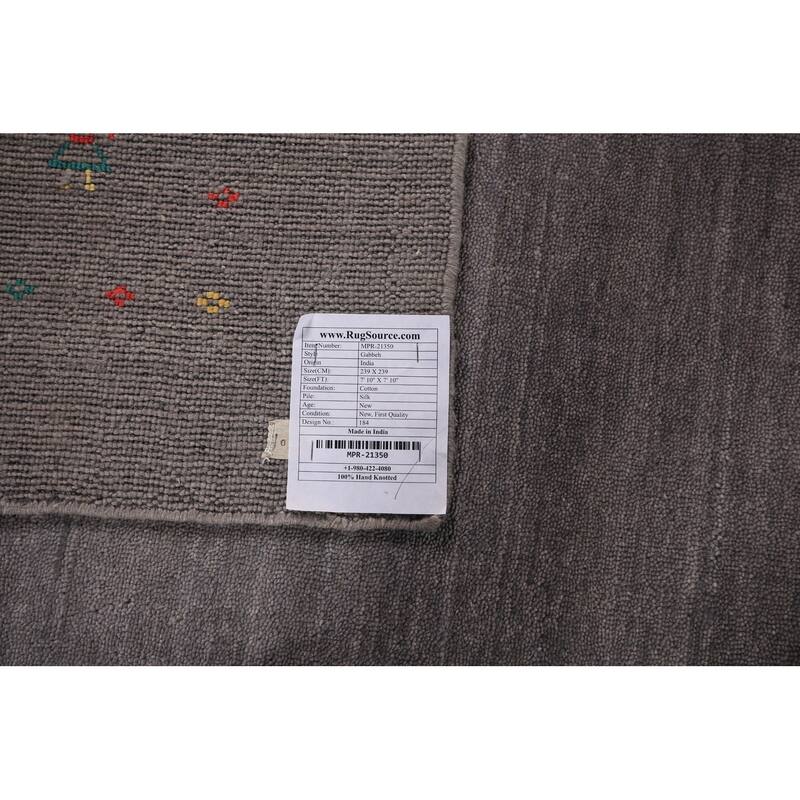 www.RugSource.com
Item Number: MPR-21350
Style Gabbeh
Origin India
Size(CM): 239 X 239
Size(FT): 7' 10" X 7' 10"
Foundation: Cotton
Pile: Silk
Age: New
Condition: New, First Quality
Design No.: 184
Made in India
MPR-21350
+1-980-422-4080
100% Hand Knotted